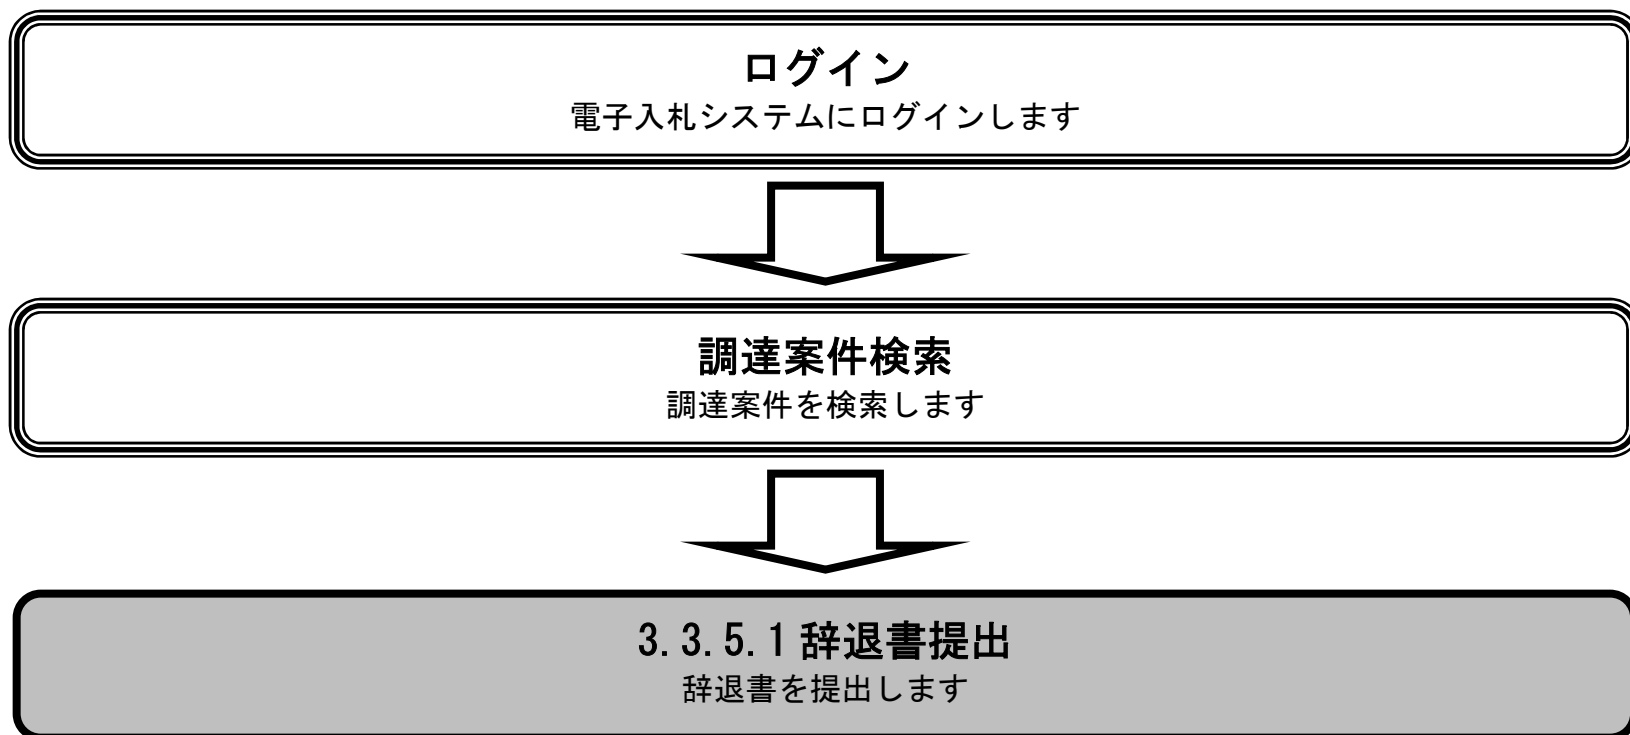 ログイン
電子入札システムにログインします
調達案件検索
調達案件を検索します
3.3.5.1辞退書提出
辞退書を提出します